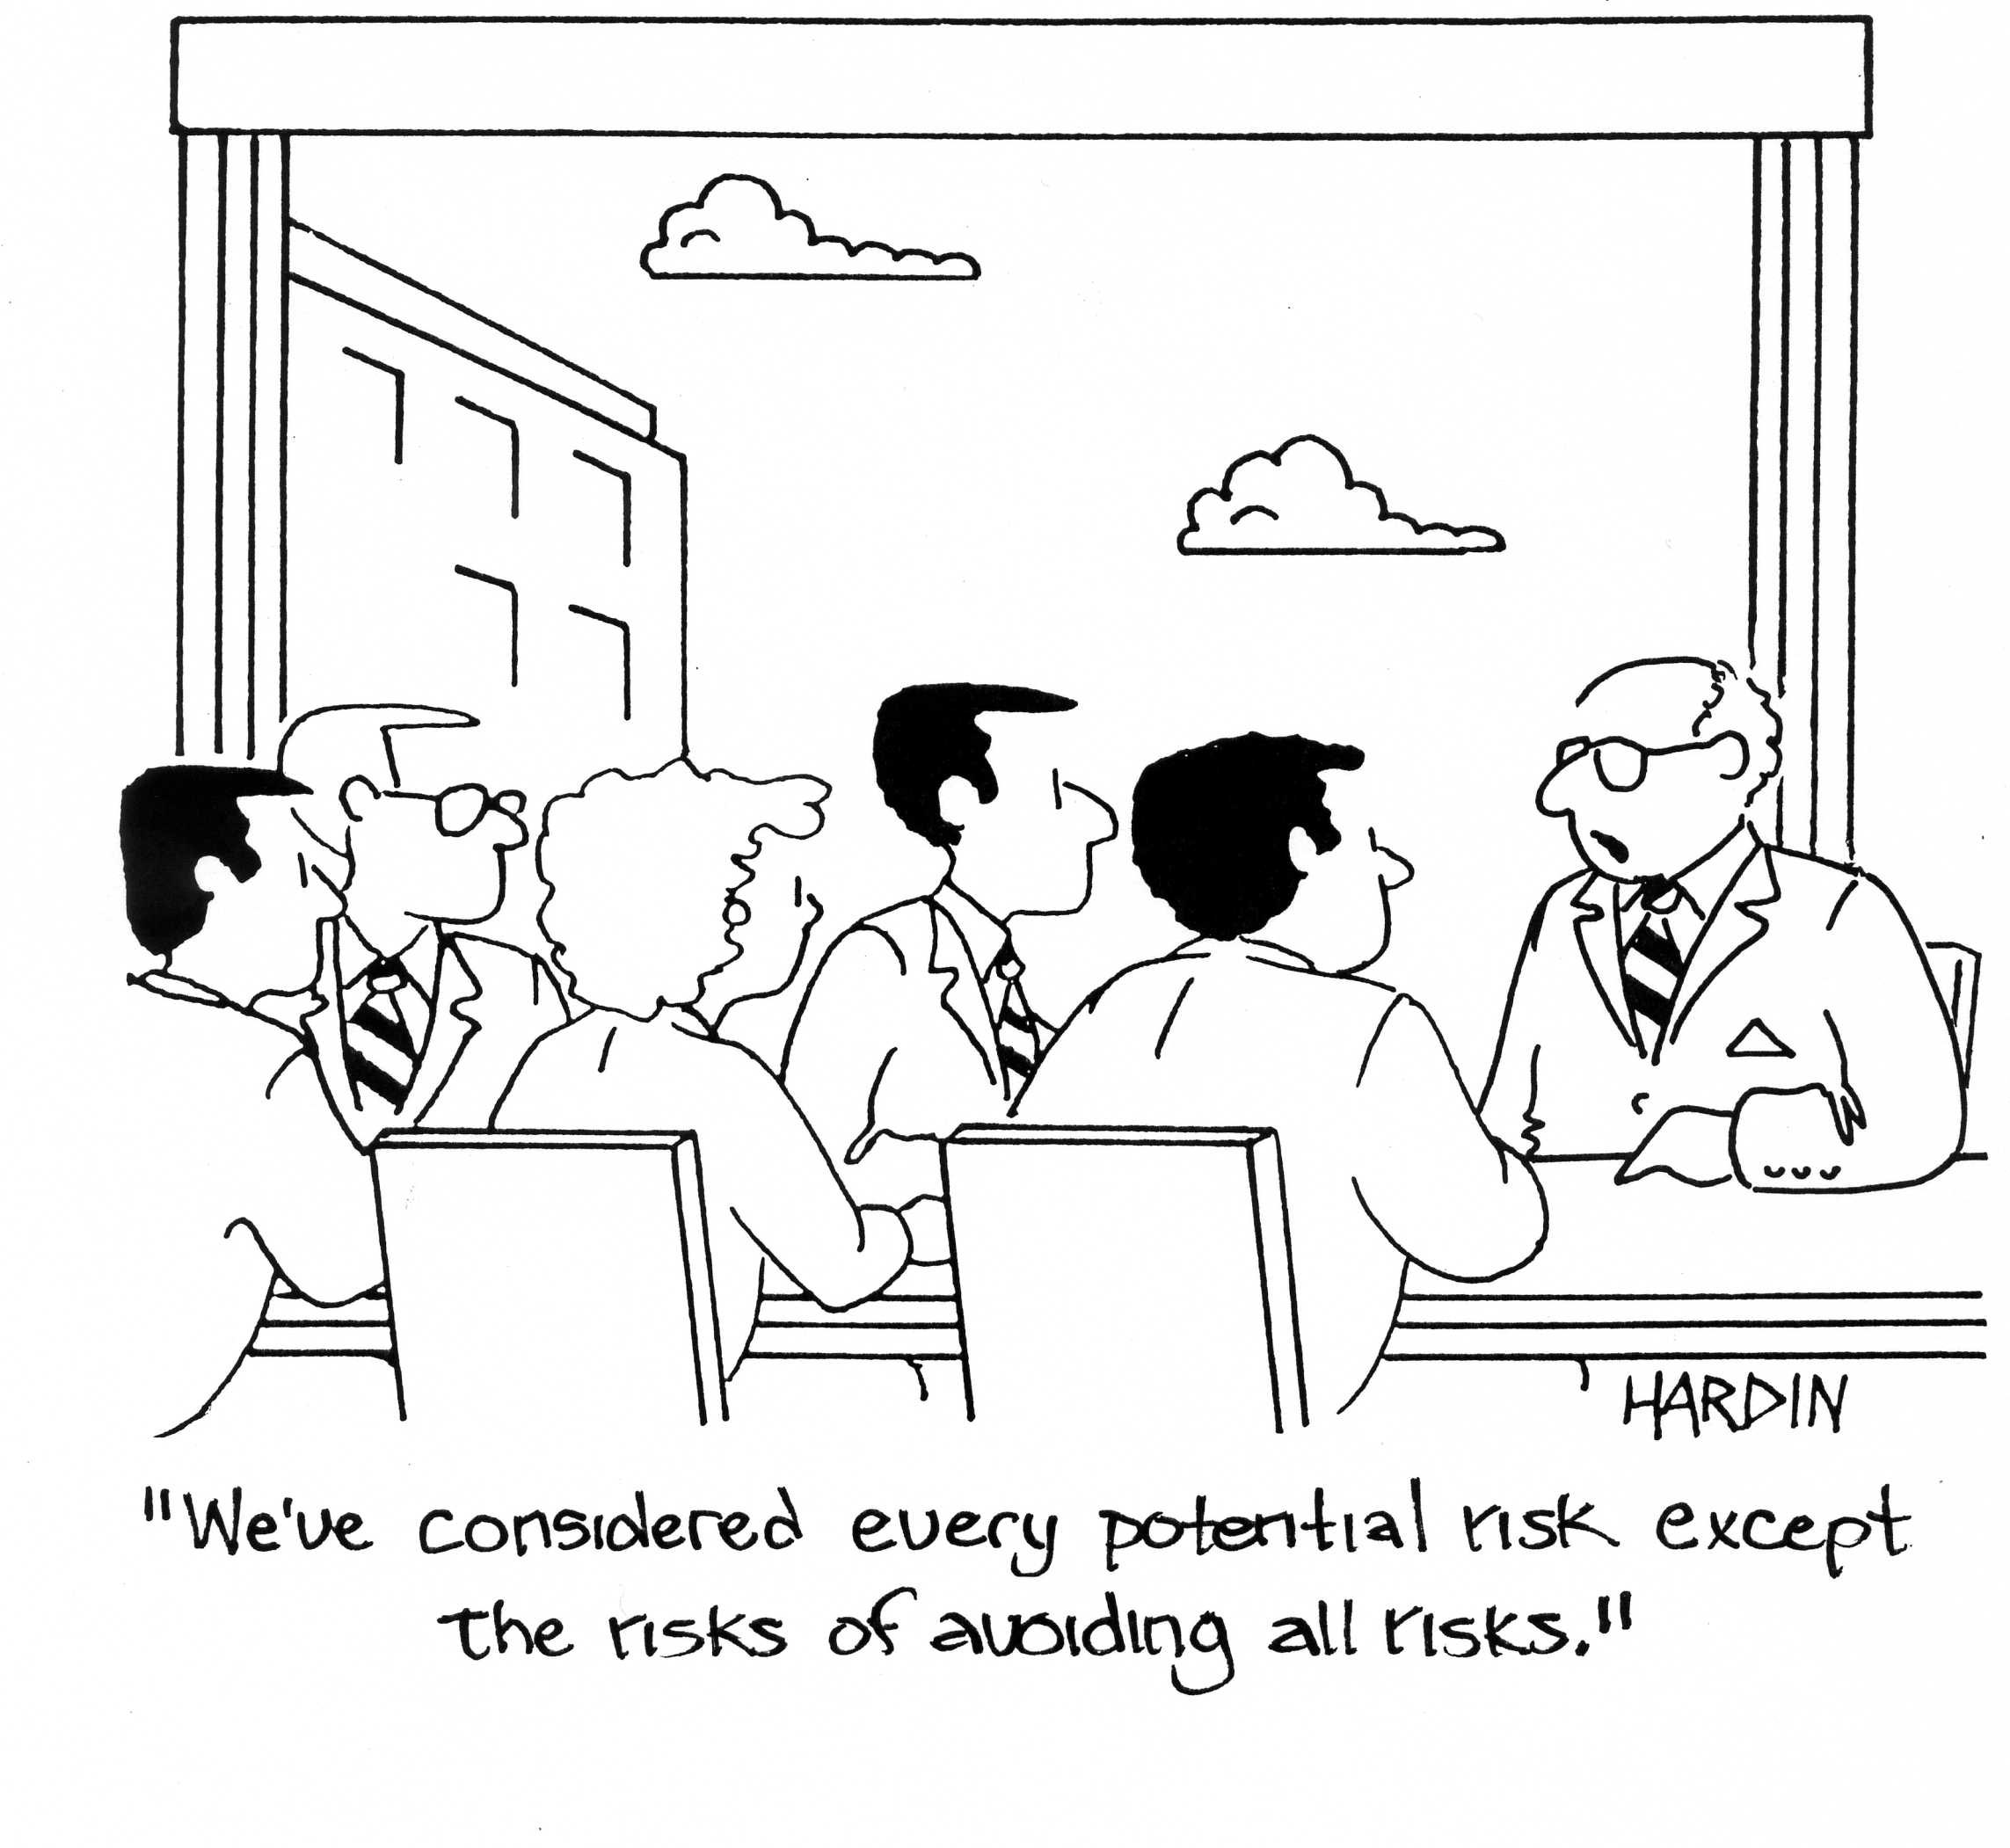 HARDIN
"We've considered every potential risk except
the risks of avoiding all risks."